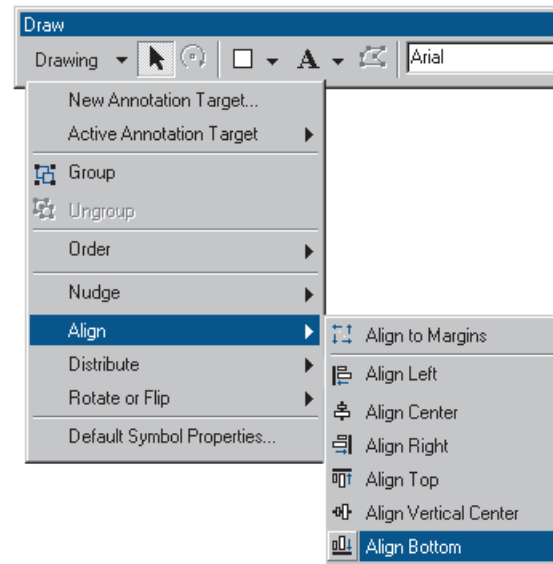 Draw
Drawing A Arial
New Annotation Target...
Active Annotation Target
Group
Ungroup
Order
Nudge
Align
Distribute
Rotate or Flip
Default Symbol Properties...
Align to Margins
Align Left
Align Center
Align Right
Align Top
Align Vertical Center
Align Bottom